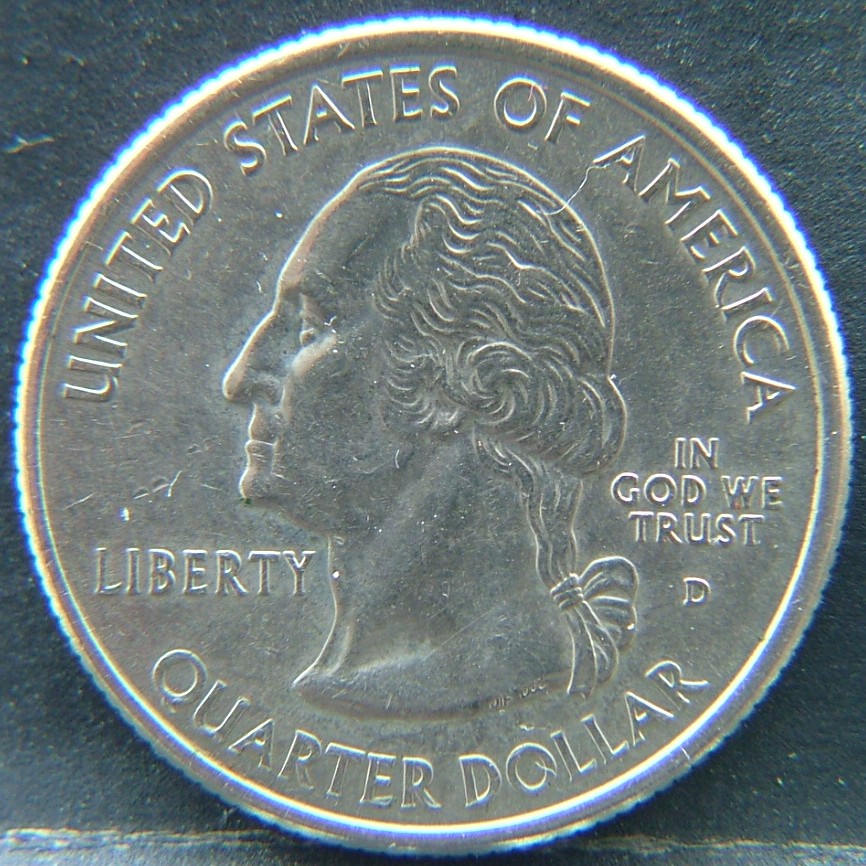 UNITED STATES OF AMERICA
IN
GOD WE
TRUST
LIBERTY
D
QUARTER DOLLAR